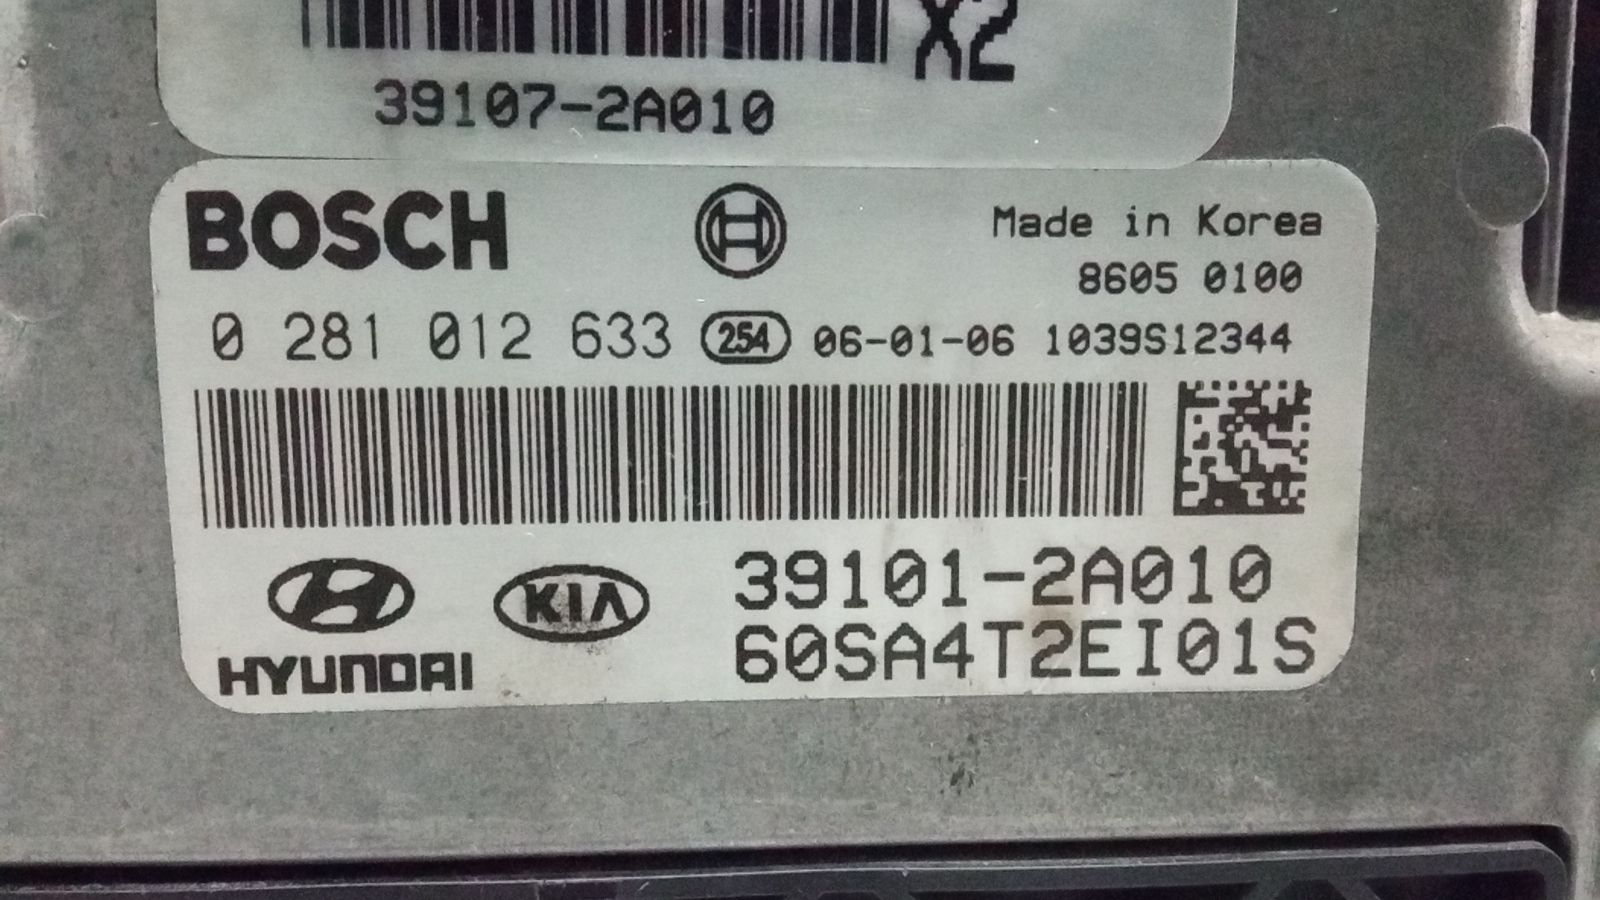 X2
39107-2A010
BOSCH
Made in Korea
8605 0100
0 281 012 633 254 06-01-06 1039S12344
39101-2A010
HYUNDAI KIA 60SA4T2EI01S